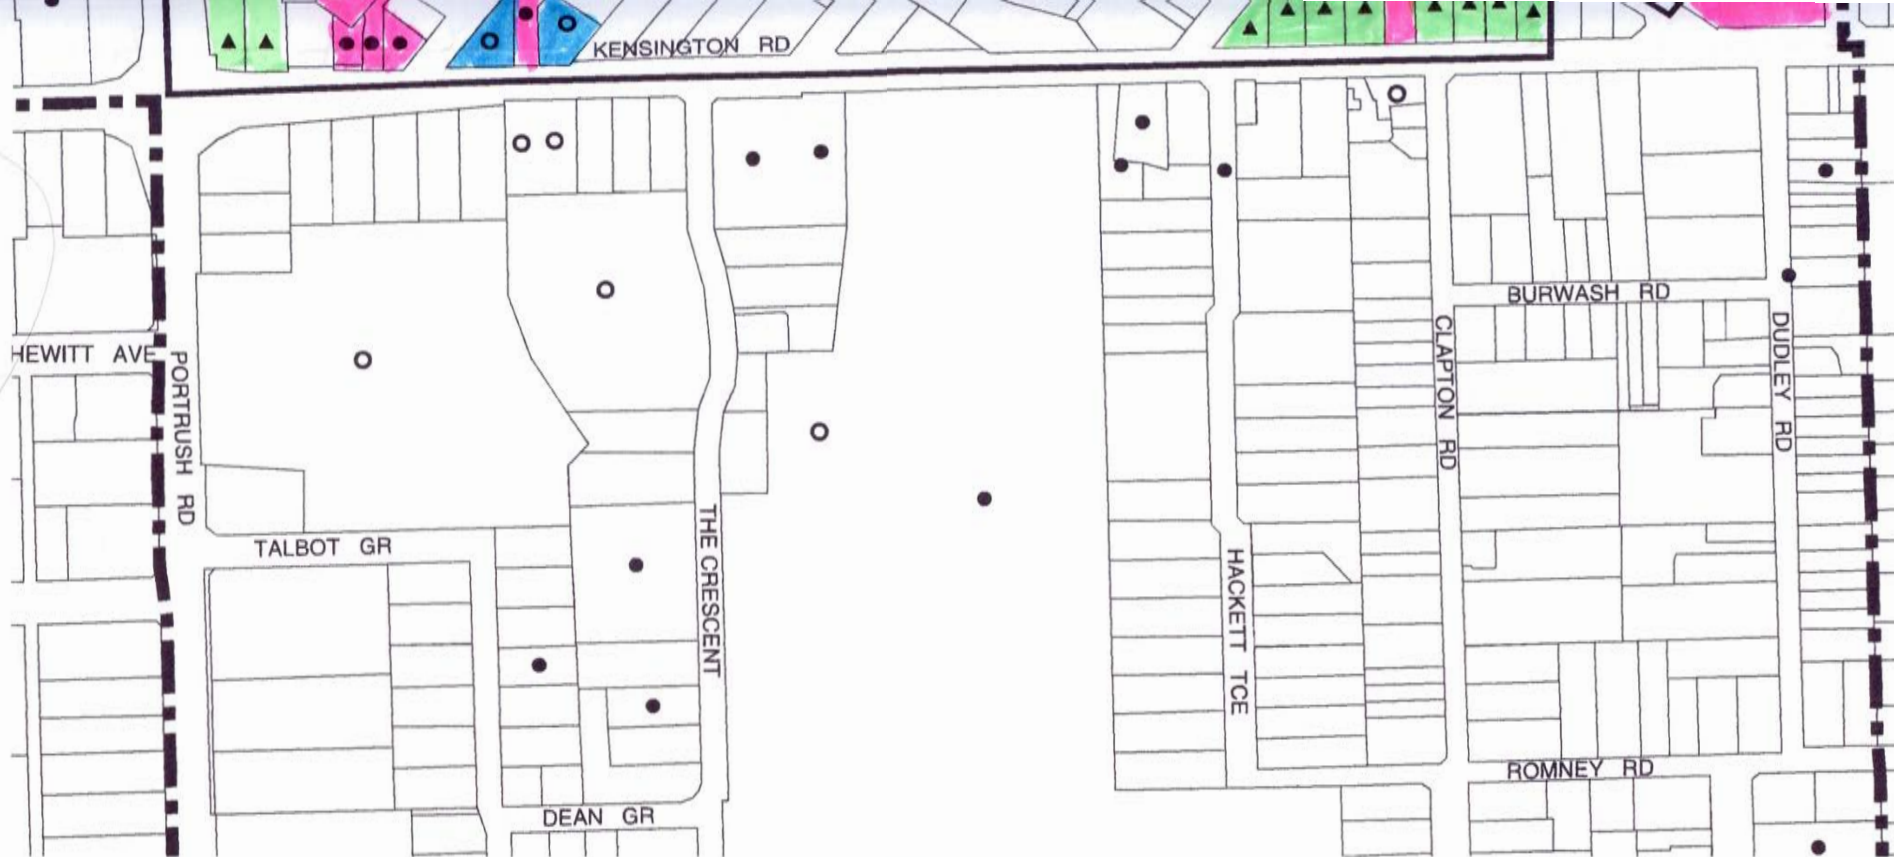 KENSINGTON RD
BURWASH RD
HEWITT AVE
PORTRUSH RD
CLAPTON RD
DUDLEY RD
TALBOT GR
THE CRESCENT
HACKETT TCE
ROMNEY RD
DEAN GR